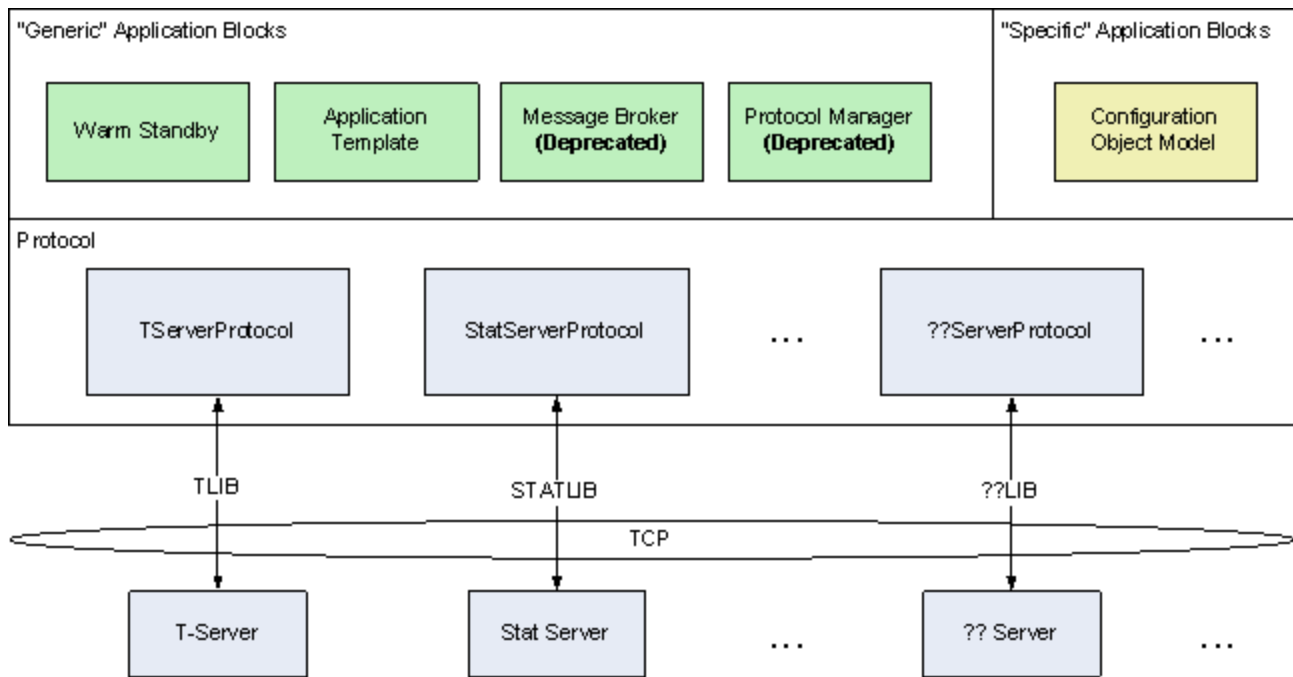 "Generic" Application Blocks
"Specific" Application Blocks
Warm Standby
Application
Template
Message Broker
(Deprecated)
Protocol Manager
(Deprecated)
Configuration
Object Model
Protocol
TServerProtocol
StatServerProtocol
...
??ServerProtocol
...
TLIB
STATLIB
??LIB
TCP
T-Server
Stat Server
...
?? Server
...